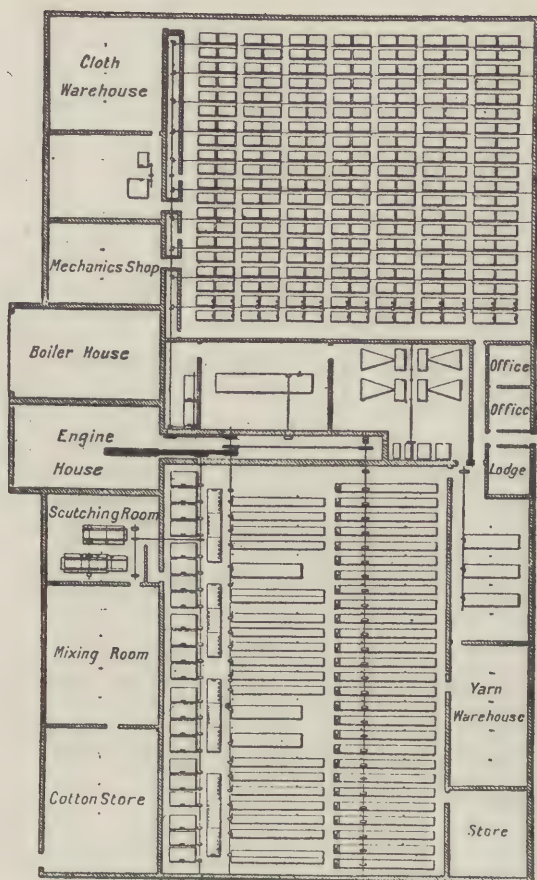 Cloth
Warehouse
Mechanics Shop
Boiler House
Office
Office
Engine
House
Lodge
Scutching Room
Mixing Room
Yarn
Warehouse
Cotton Store
Store